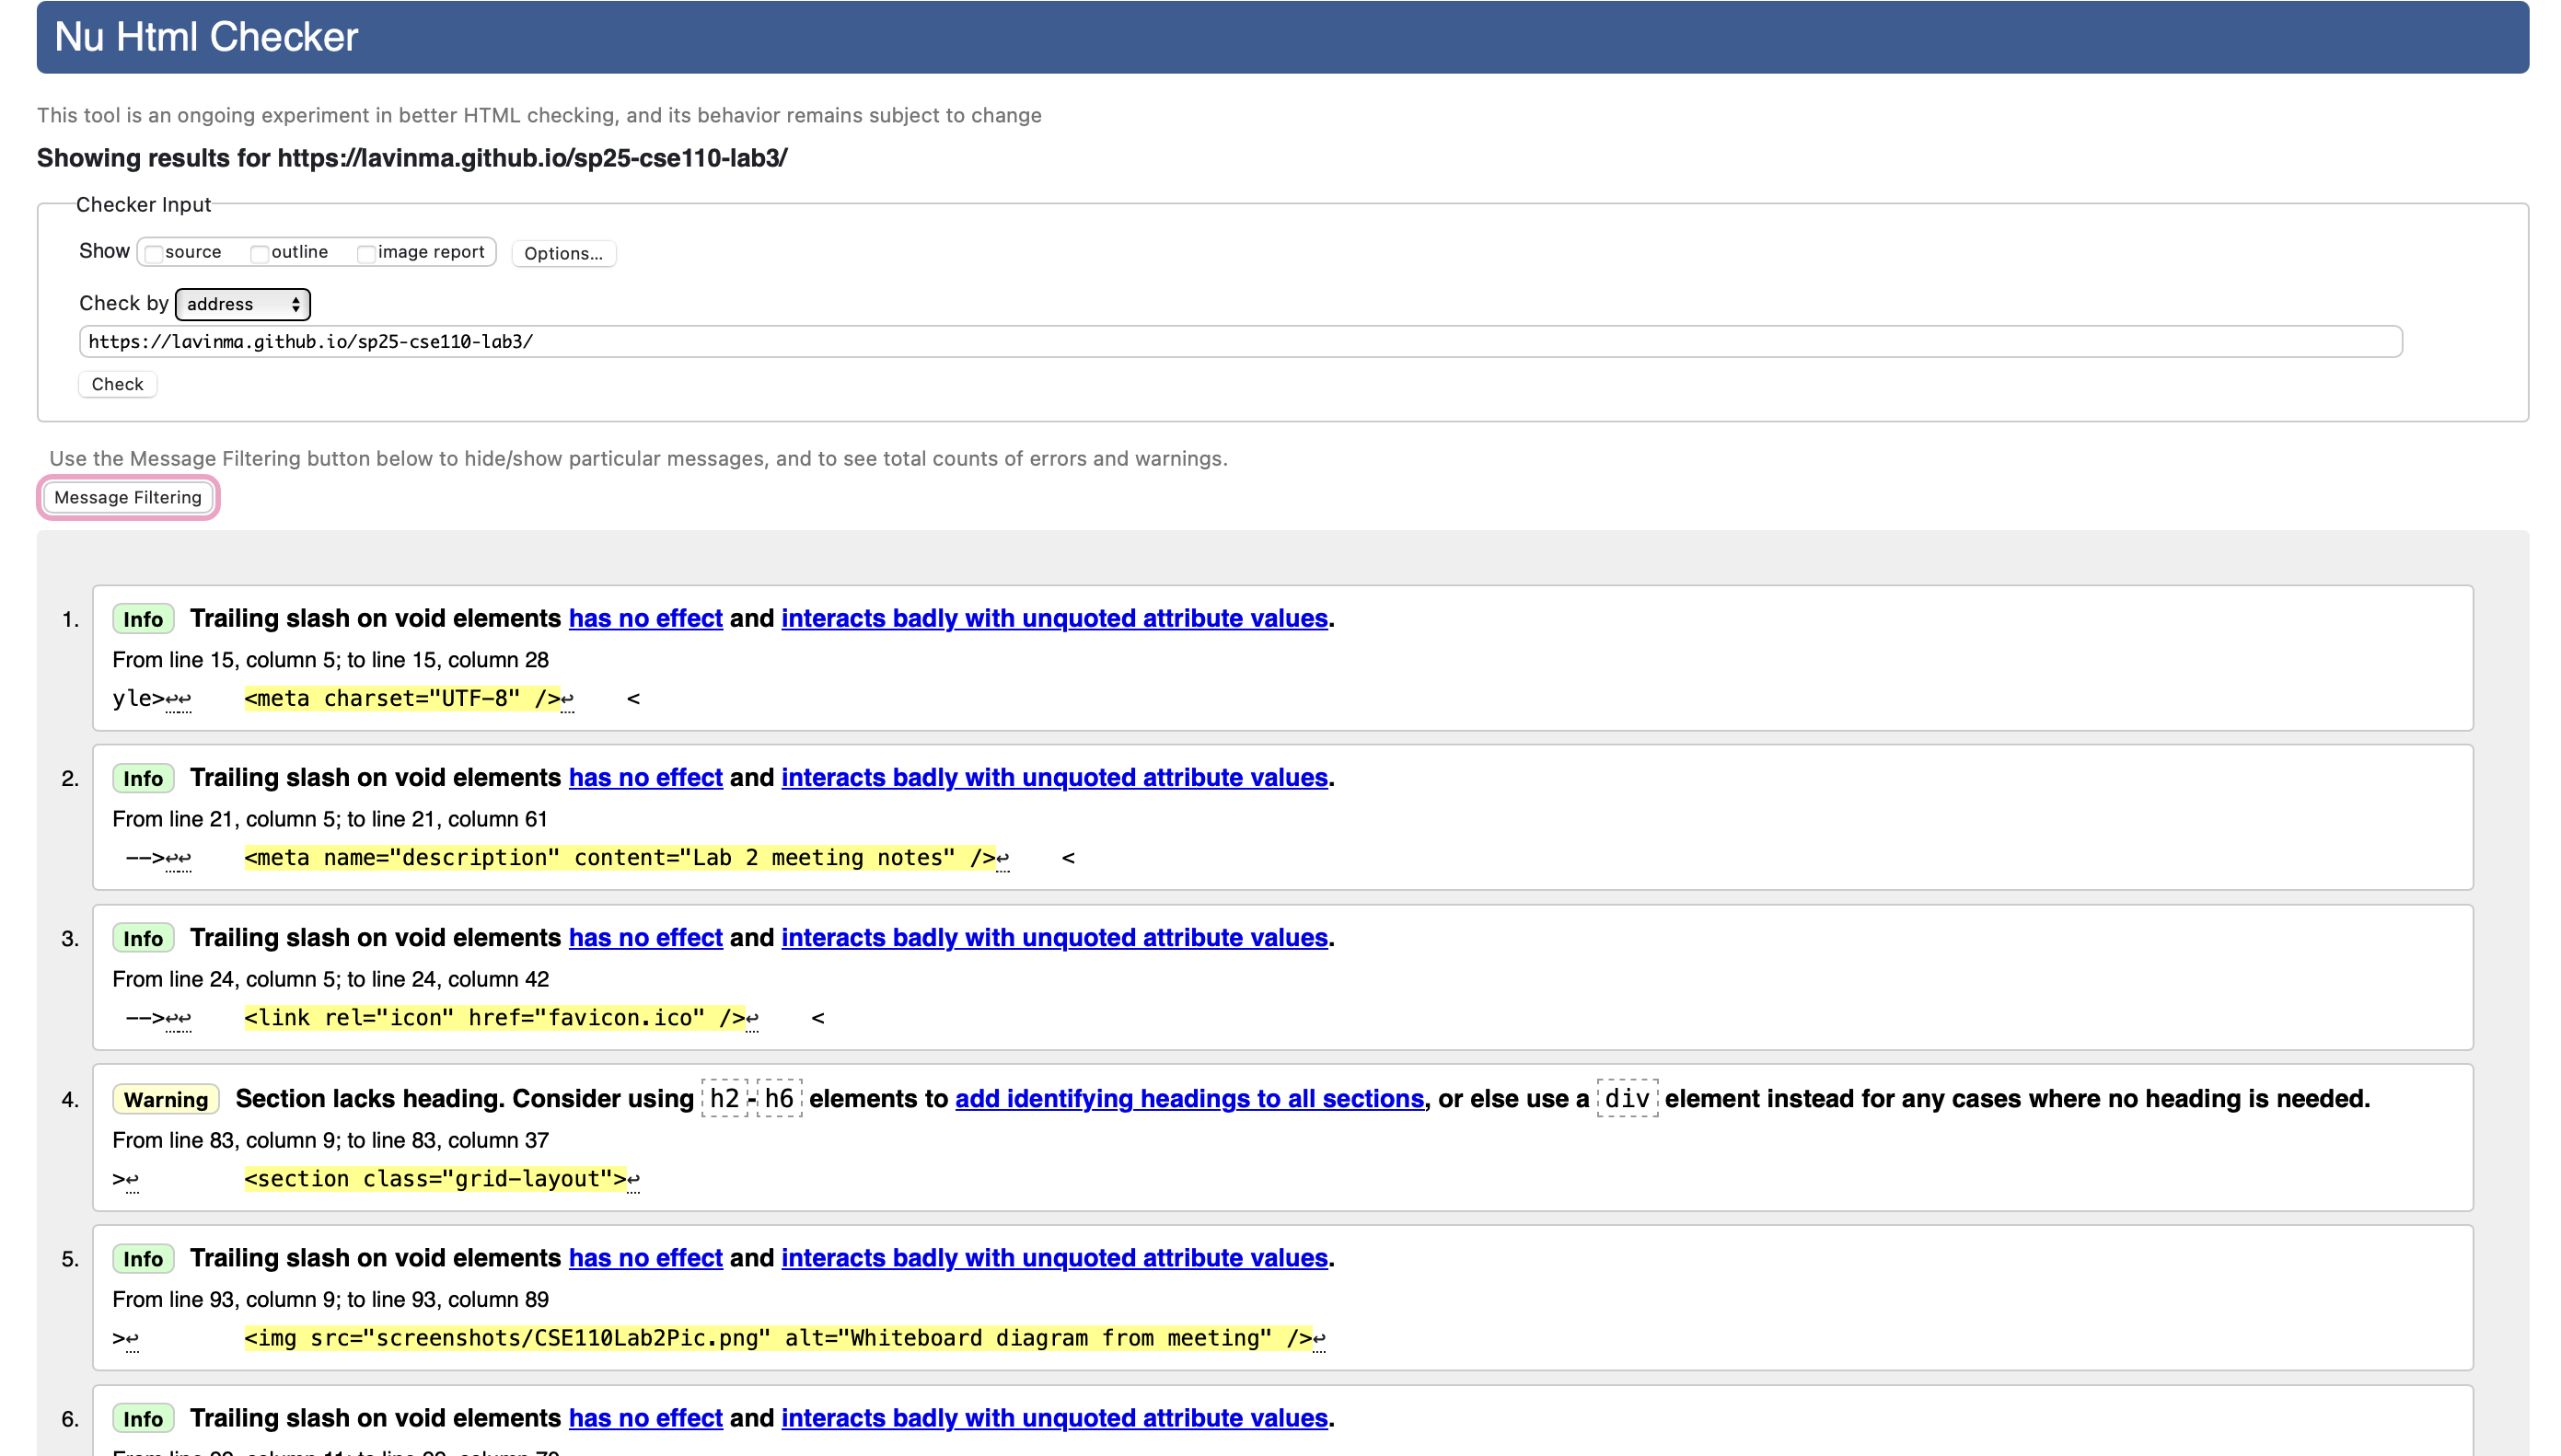 Nu Html Checker
This tool is an ongoing experiment in better HTML checking, and its behavior remains subject to change
Showing results for https://lavinma.github.io/sp25-cse110-lab3/
Checker Input
Show source outline image report Options...
Check by address
https://lavinma.github.io/sp25-cse110-lab3/
Check
Use the Message Filtering button below to hide/show particular messages, and to see total counts of errors and warnings.
Message Filtering
1. Info Trailing slash on void elements has no effect and interacts badly with unquoted attribute values.
From line 15, column 5; to line 15, column 28
yle>↩↩ <meta charset="UTF-8" />↩ <
2. Info Trailing slash on void elements has no effect and interacts badly with unquoted attribute values.
From line 21, column 5; to line 21, column 61
-->↩↩ <meta name="description" content="Lab 2 meeting notes" />↩ <
3. Info Trailing slash on void elements has no effect and interacts badly with unquoted attribute values.
From line 24, column 5; to line 24, column 42
-->↩↩ <link rel="icon" href="favicon.ico" />↩ <
4. Warning Section lacks heading. Consider using h2-h6 elements to add identifying headings to all sections, or else use a div element instead for any cases where no heading is needed.
From line 83, column 9; to line 83, column 37
>↩ <section class="grid-layout">↩
5. Info Trailing slash on void elements has no effect and interacts badly with unquoted attribute values.
From line 93, column 9; to line 93, column 89
>↩ <img src="screenshots/CSE110Lab2Pic.png" alt="Whiteboard diagram from meeting" />↩
6. Info Trailing slash on void elements has no effect and interacts badly with unquoted attribute values.